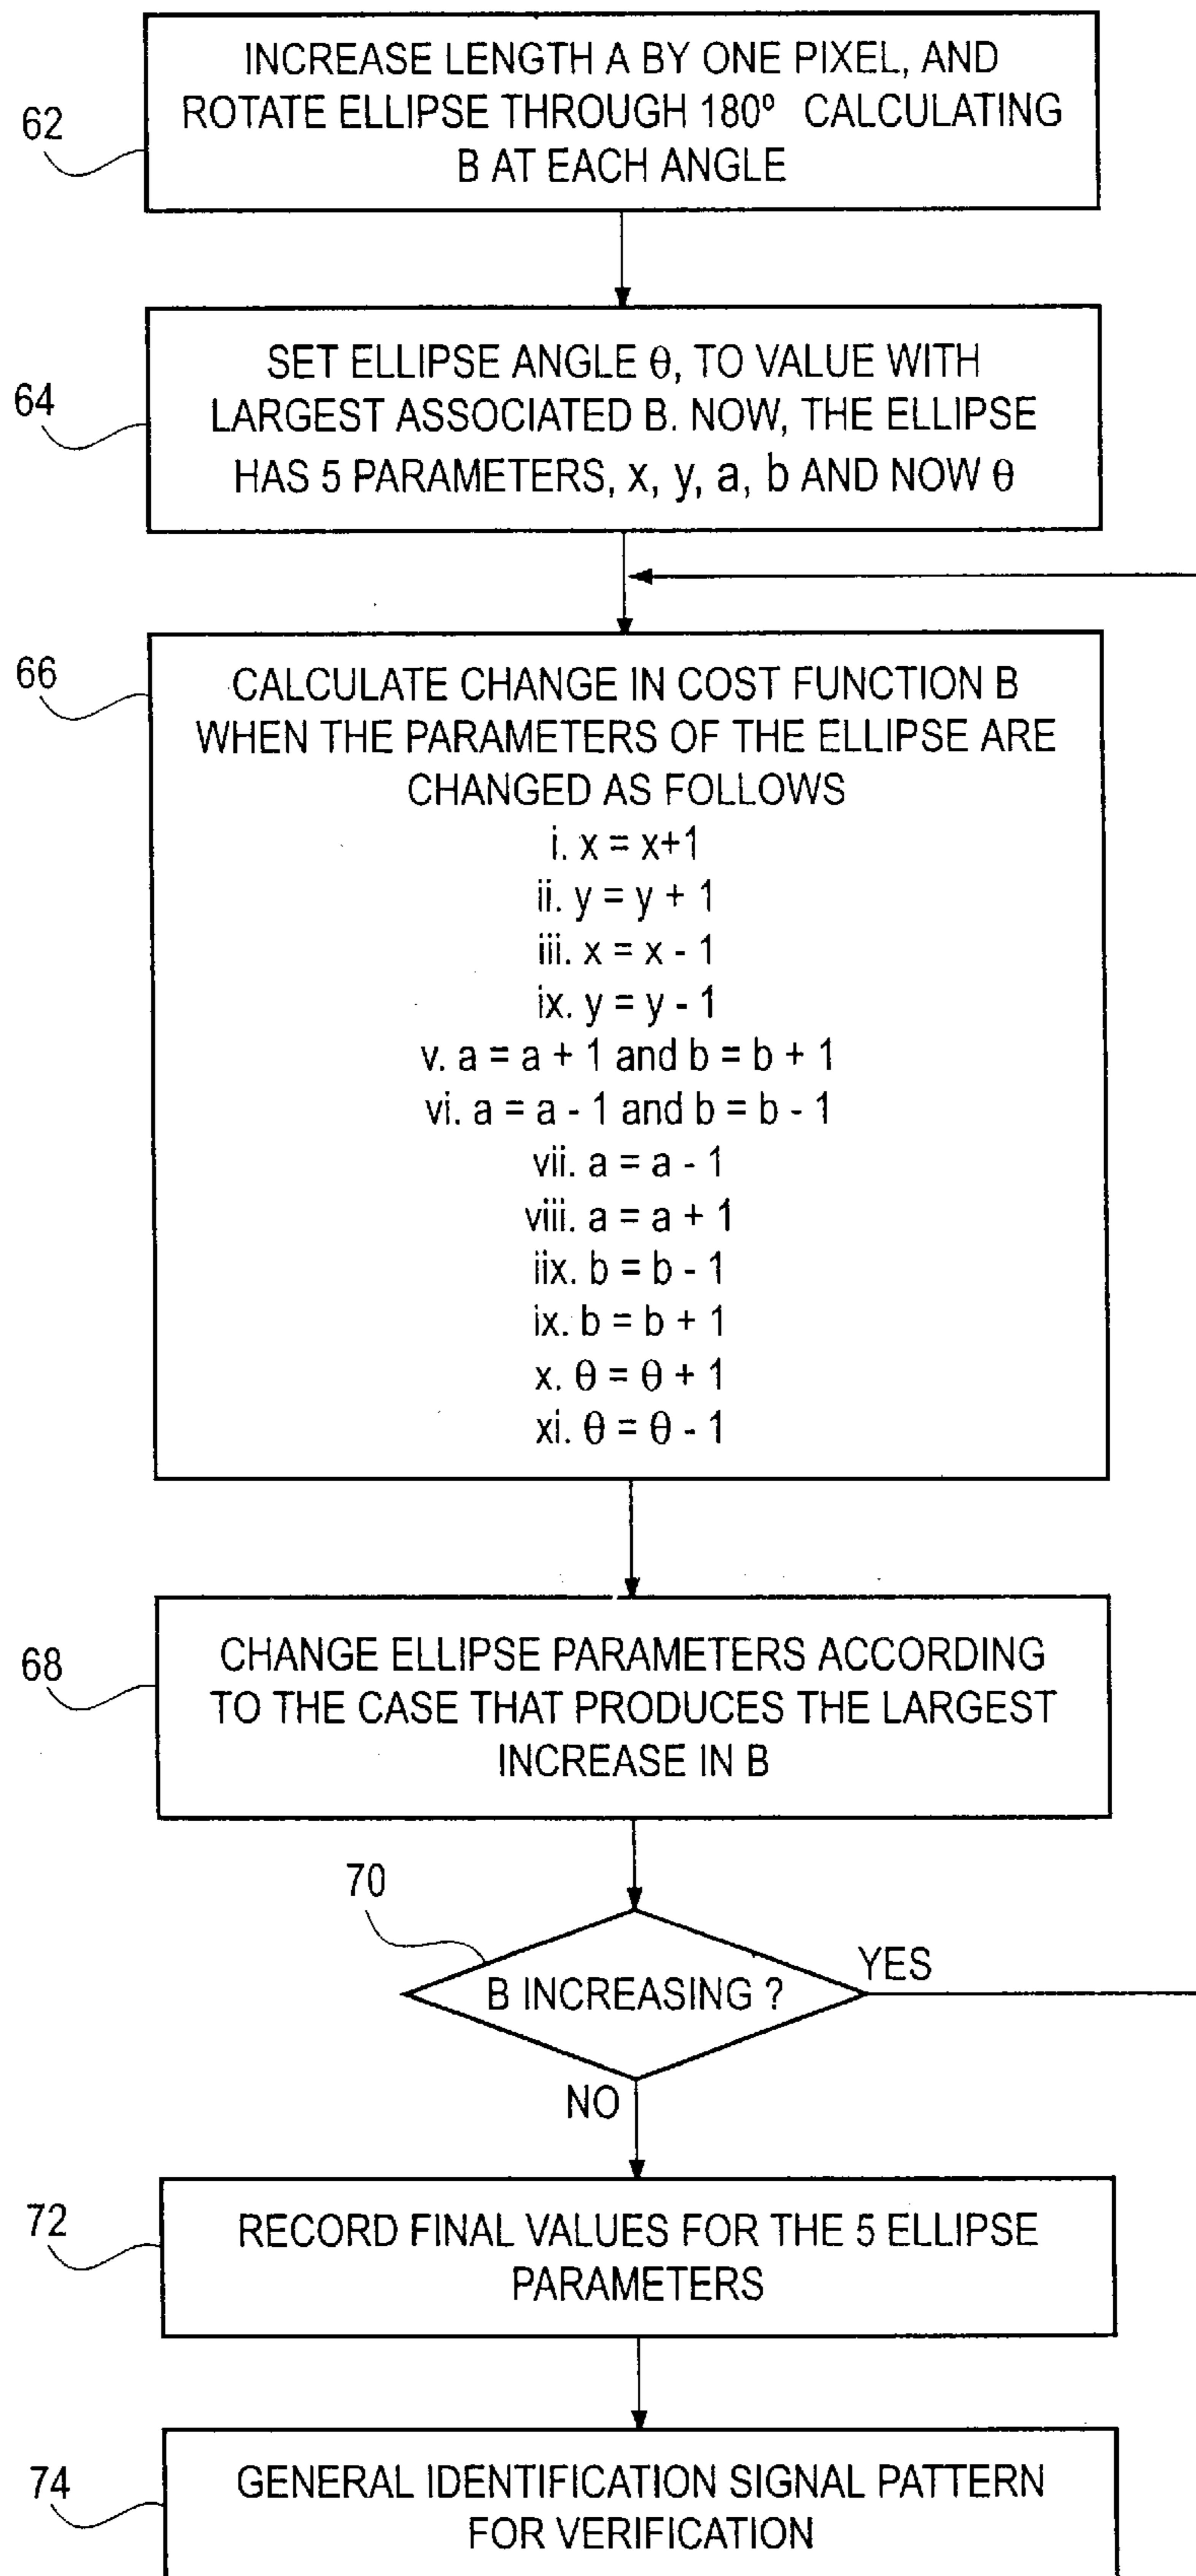 62
INCREASE LENGTH A BY ONE PIXEL, AND
ROTATE ELLIPSE THROUGH 180º CALCULATING
B AT EACH ANGLE
64
SET ELLIPSE ANGLE θ, TO VALUE WITH
LARGEST ASSOCIATED B. NOW, THE ELLIPSE
HAS 5 PARAMETERS, x, y, a, b AND NOW θ
66
CALCULATE CHANGE IN COST FUNCTION B
WHEN THE PARAMETERS OF THE ELLIPSE ARE
CHANGED AS FOLLOWS
i. x = x+1
ii. y = y + 1
iii. x = x - 1
ix. y = y - 1
v. a = a + 1 and b = b + 1
vi. a = a - 1 and b = b - 1
vii. a = a - 1
viii. a = a + 1
iix. b = b - 1
ix. b = b + 1
x. θ = θ + 1
xi. θ = θ - 1
68
CHANGE ELLIPSE PARAMETERS ACCORDING
TO THE CASE THAT PRODUCES THE LARGEST
INCREASE IN B
70
B INCREASING ?
YES
NO
72
RECORD FINAL VALUES FOR THE 5 ELLIPSE
PARAMETERS
74
GENERAL IDENTIFICATION SIGNAL PATTERN
FOR VERIFICATION